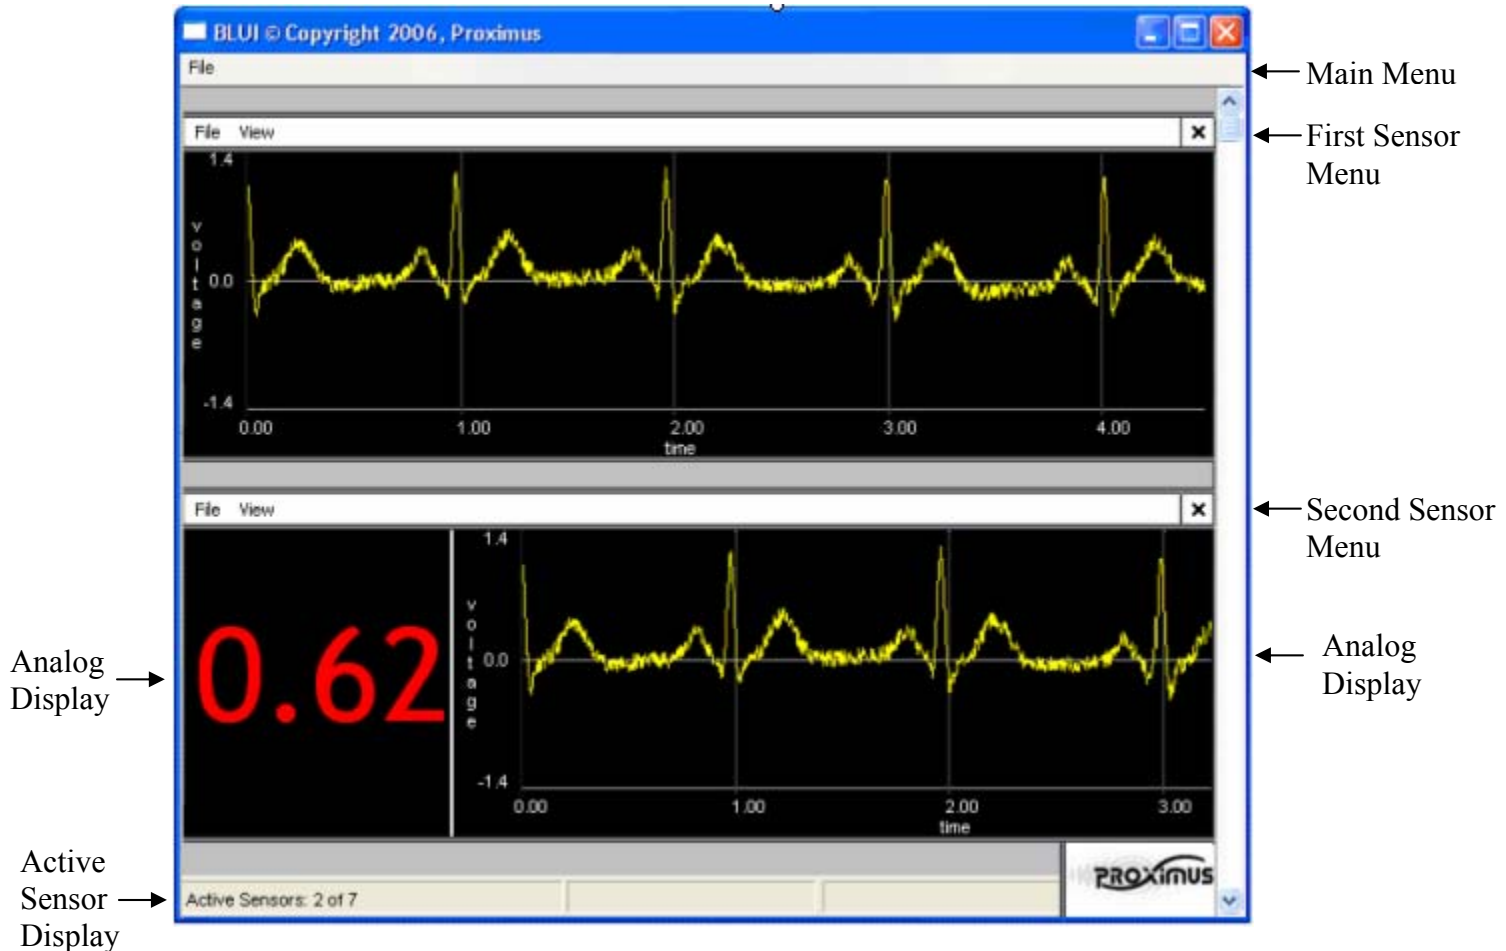 BLUI © Copyright 2006, Proximus
File
Main Menu
File View
First Sensor
Menu
1.4
voltage
0.0
-1.4
0.00 1.00 2.00 3.00 4.00
time
File View
Second Sensor
Menu
0.62
1.4
voltage
0.0
-1.4
0.00 1.00 2.00 3.00
time
Analog
Display
Analog
Display
PROXIMUS
Active
Sensor
Display
Active Sensors: 2 of 7